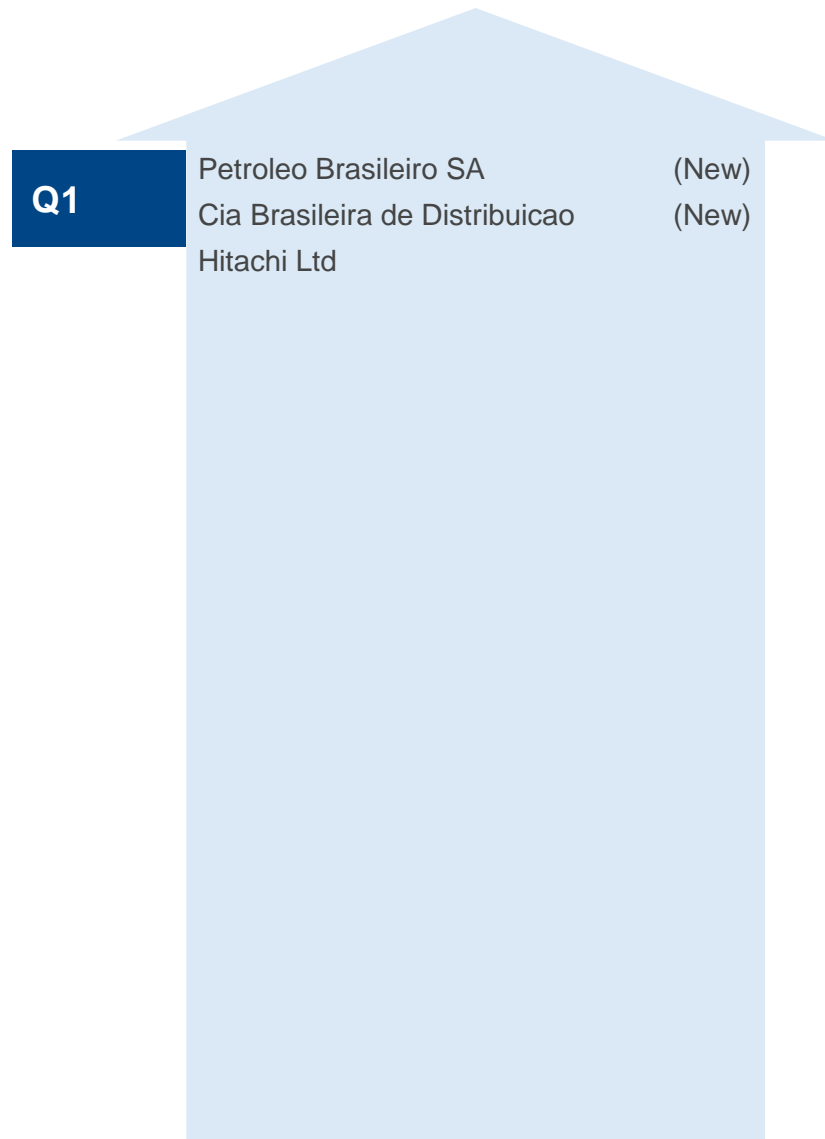 Q1
Petroleo Brasileiro SA (New)
Cia Brasileira de Distribuicao (New)
Hitachi Ltd